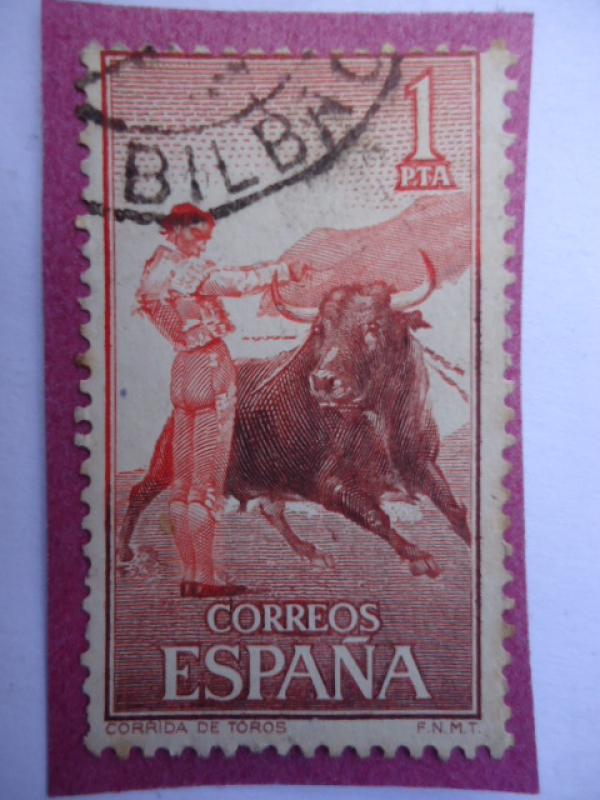 BILBAO
1
PTA
CORREOS
ESPAÑA
CORRIDA DE TOROS F.N.M.T.